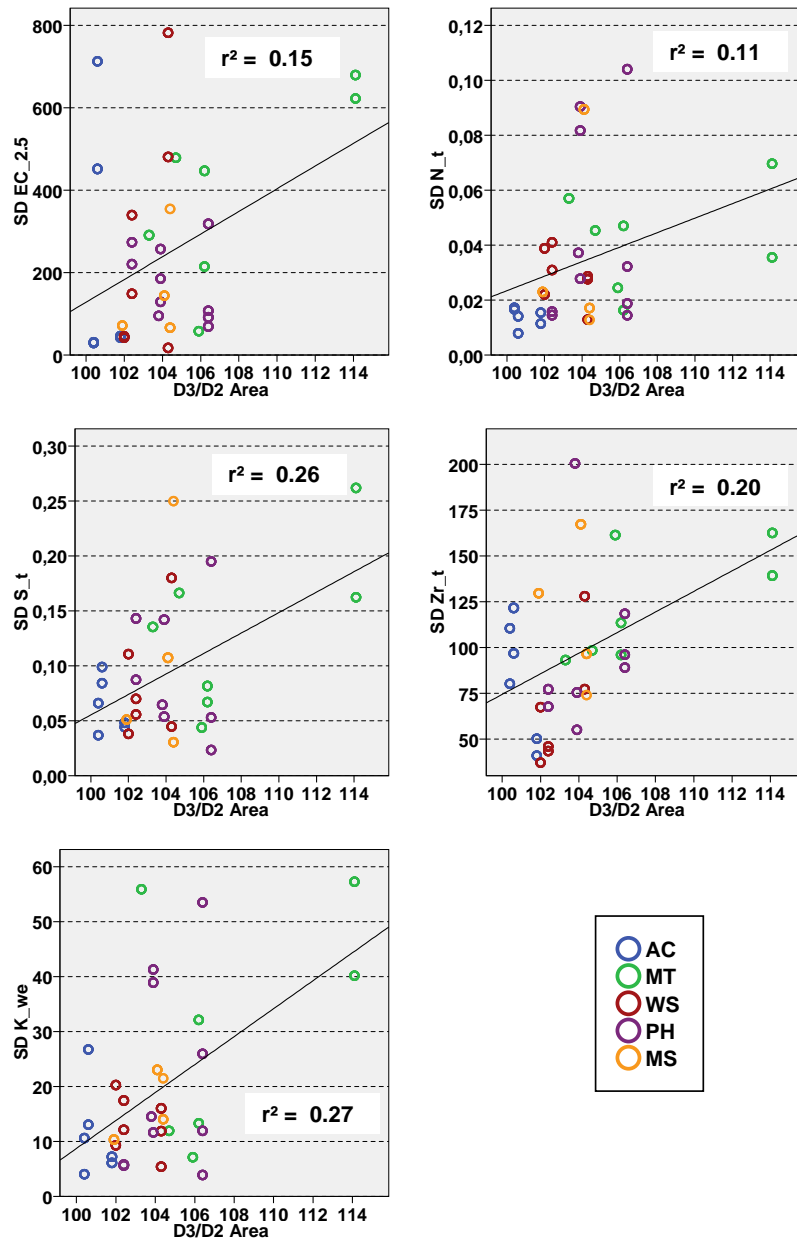 800
600
400
200
0
SD EC_2.5
r² = 0.15
100 102 104 106 108 110 112 114
D3/D2 Area
0,12
0,10
0,08
0,06
0,04
0,02
0,00
SD N_t
r² = 0.11
100 102 104 106 108 110 112 114
D3/D2 Area
0,30
0,25
0,20
0,15
0,10
0,05
0,00
SD S_t
r² = 0.26
100 102 104 106 108 110 112 114
D3/D2 Area
200
175
150
125
100
75
50
SD Zr_t
r² = 0.20
100 102 104 106 108 110 112 114
D3/D2 Area
60
50
40
30
20
10
0
SD K_we
r² = 0.27
100 102 104 106 108 110 112 114
D3/D2 Area
AC
MT
WS
PH
MS